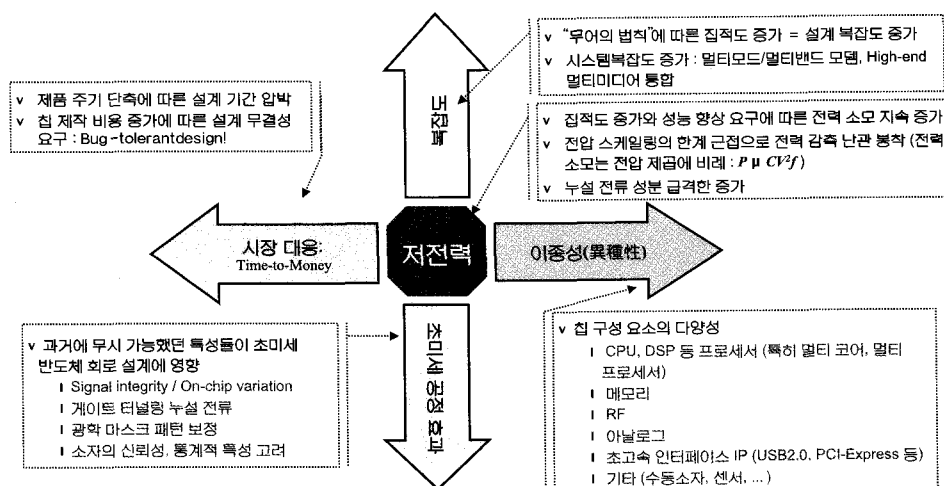 v “무어의 법칙”에 따른 집적도 증가 = 설계 복잡도 증가
v 시스템복잡도 증가 : 멀티모드/멀티밴드 모뎀, High-end
멀티미디어 통합
v 제품 주기 단축에 따른 설계 기간 압박
v 칩 제작 비용 증가에 따른 설계 무결성
요구 : Bug-tolerantdesign!
복잡도
v 집적도 증가와 성능 향상 요구에 따른 전력 소모 지속 증가
v 전압 스케일링의 한계 근접으로 전력 감축 난관 봉착 (전력
소모는 전압 제곱에 비례 : P µ CV²f )
v 누설 전류 성분 급격한 증가
시장 대응:
Time-to-Money
저전력
이종성(異種性)
초미세 공정 효과
v 과거에 무시 가능했던 특성들이 초미세
반도체 회로 설계에 영향
l Signal integrity / On-chip variation
l 게이트 터널링 누설 전류
l 광학 마스크 패턴 보정
l 소자의 신뢰성, 통계적 특성 고려
v 칩 구성 요소의 다양성
l CPU, DSP 등 프로세서 (특히 멀티 코어, 멀티
프로세서)
l 메모리
l RF
l 아날로그
l 초고속 인터페이스 IP (USB2.0, PCI-Express 등)
l 기타 (수동소자, 센서, ... )